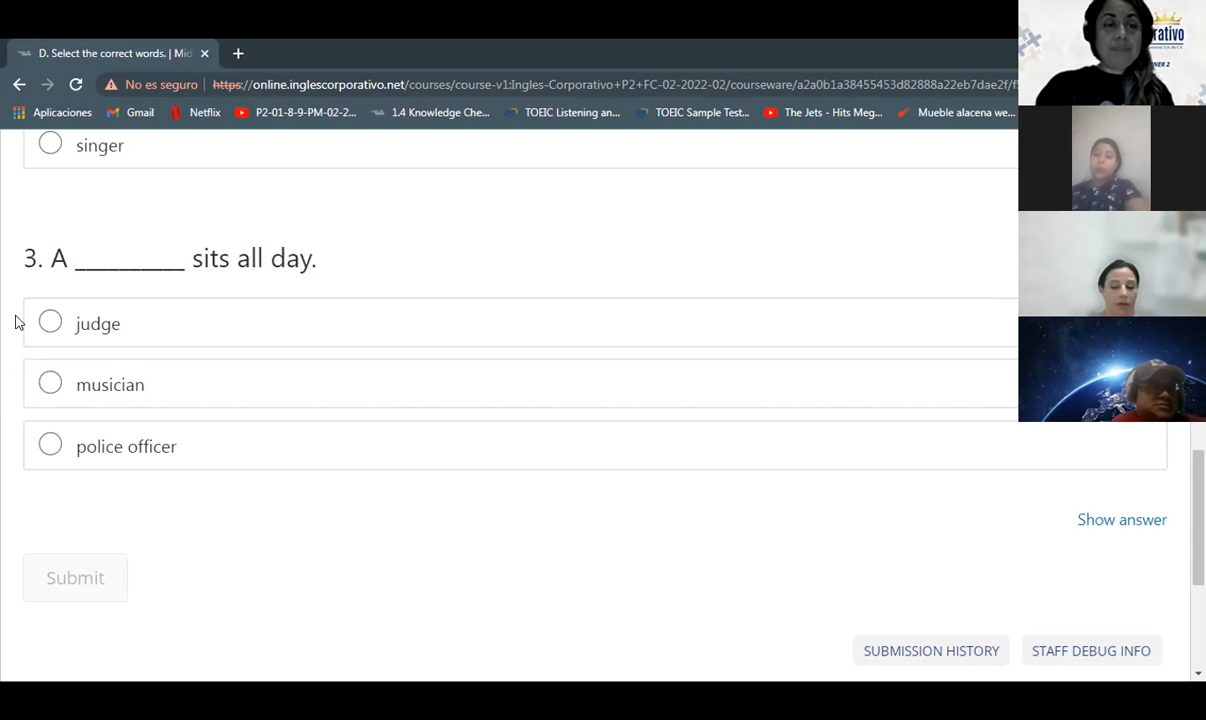 D. Select the correct words. | Mid
No es seguro
https://online.inglescorporativo.net/courses/course-v1:Ingles-Corporativo+P2+FC-02-2022-02/courseware/a2a0b1a38455453d82888a22eb7dae2f/f
Aplicaciones
Gmail
Netflix
P2-01-8-9-PM-02-2...
1.4 Knowledge Che...
TOEIC Listening an...
TOEIC Sample Test...
The Jets - Hits Meg...
Mueble alacena we...
singer
3. A __________ sits all day.
judge
musician
police officer
Show answer
Submit
SUBMISSION HISTORY
STAFF DEBUG INFO
rativo